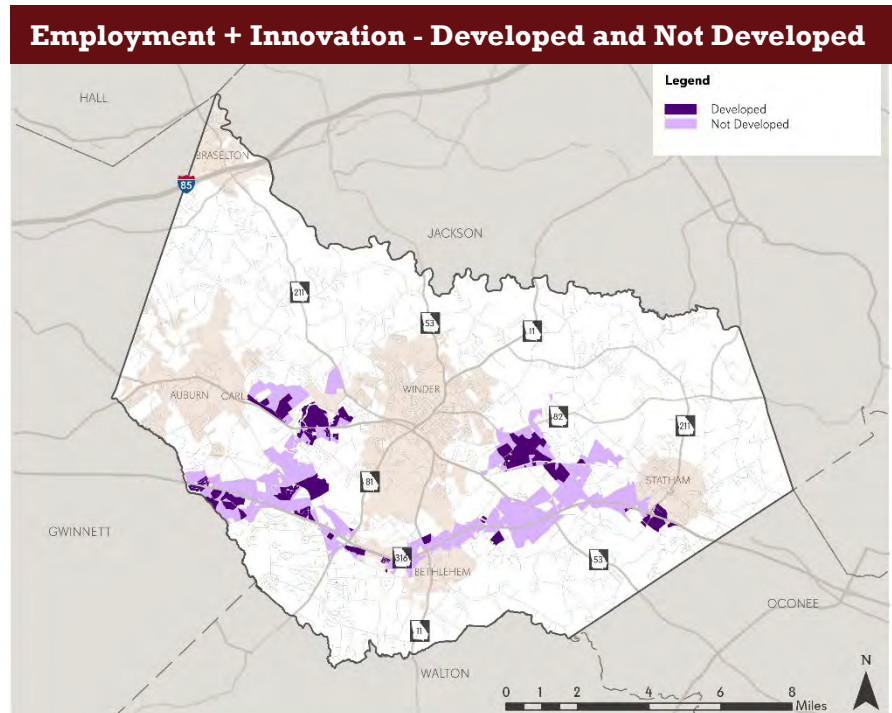 Employment + Innovation - Developed and Not Developed
Legend
Developed
Not Developed
HALL
BRASELTON
85
JACKSON
211
53
11
AUBURN
CARL
WINDER
82
211
81
STATHAM
GWINNETT
316
BETHLEHEM
53
OCONEE
11
WALTON
N
0 1 2 4 6 8
Miles